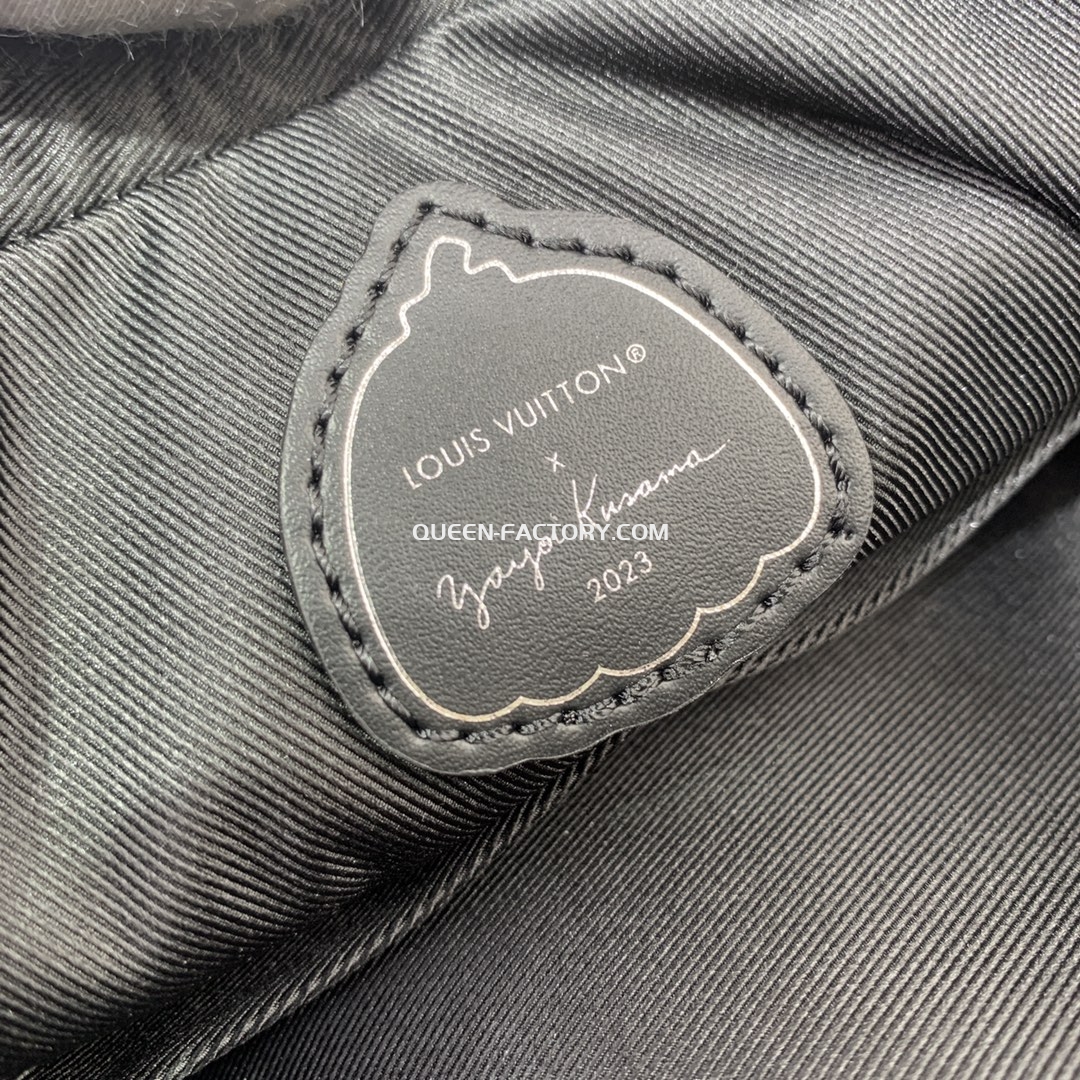 LOUIS VUITTON®
x
Yayoi Kusama
QUEEN-FACTORY.COM
2023